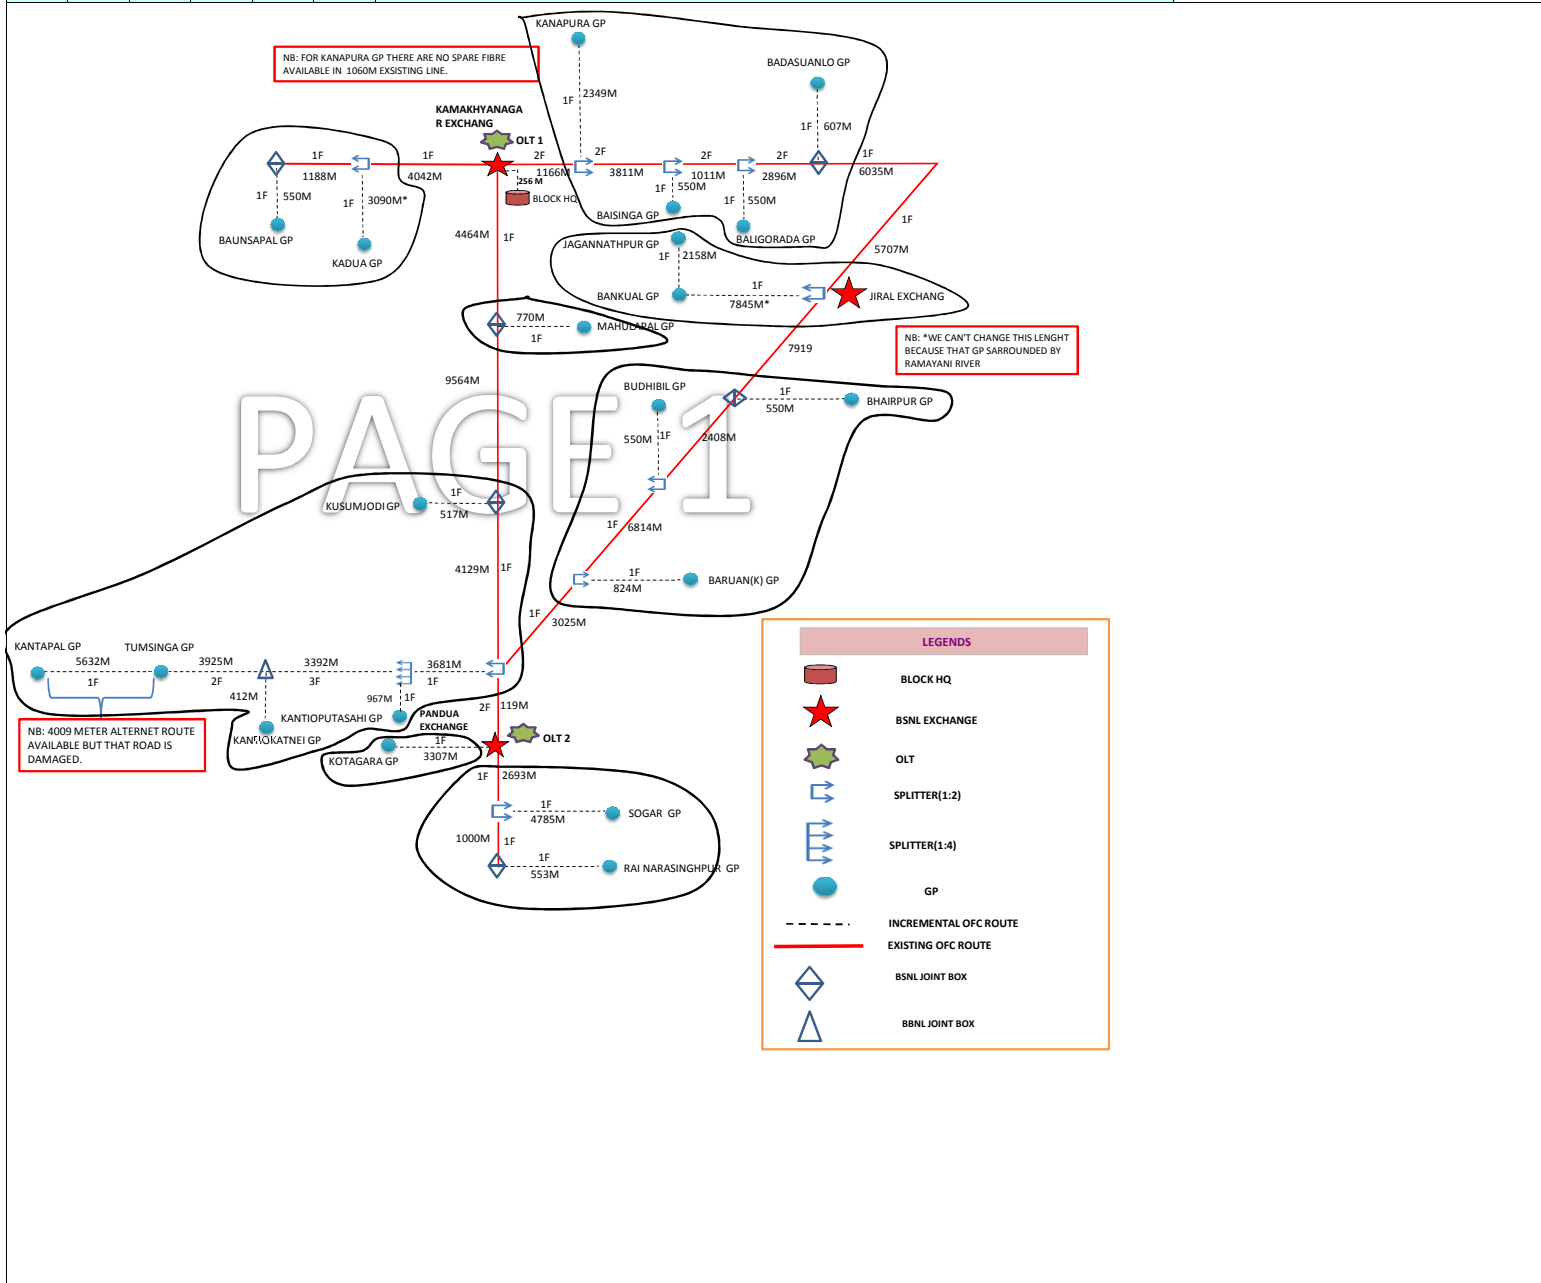 KANAPURA GP
NB: FOR KANAPURA GP THERE ARE NO SPARE FIBRE
AVAILABLE IN 1060M EXSISTING LINE.
BADASUANLO GP
1F
2349M
KAMAKHYANAGA
R EXCHANG
OLT 1
1F
607M
1F
1188M
1F
4042M
2F
1166M
2F
3811M
2F
1011M
2F
2896M
1F
6035M
256 M
BLOCK HQ
1F
550M
1F
3090M*
1F
550M
1F
550M
BAUNSAPAL GP
KADUA GP
BAISINGA GP
BALIGORADA GP
4464M
1F
1F
5707M
JAGANNATHPUR GP
1F
2158M
BANKUAL GP
1F
7845M*
JIRAL EXCHANG
770M
1F
MAHULAPAL GP
NB: *WE CAN'T CHANGE THIS LENGHT
BECAUSE THAT GP SARROUNDED BY
RAMAYANI RIVER
7919
9564M
PAGE 1
BUDHIBIL GP
1F
550M
BHAIRPUR GP
550M
1F
2408M
KUSUMJODI GP
1F
517M
1F
6814M
4129M
1F
1F
824M
BARUAN(K) GP
1F
3025M
KANTAPAL GP
TUMSINGA GP
5632M
1F
3925M
2F
3392M
3F
3681M
1F
412M
967M
1F
KANTIOPUTASAHI GP
GP
2F
119M
PANDUA
EXCHANGE
OLT 2
NB: 4009 METER ALTERNET ROUTE
AVAILABLE BUT THAT ROAD IS
DAMAGED.
KOTAGARA GP
1F
3307M
1F
2693M
1F
4785M
SOGAR GP
1000M
1F
1F
553M
RAI NARASINGHPUR GP
LEGENDS
BLOCK HQ
BSNL EXCHANGE
OLT
SPLITTER(1:2)
SPLITTER(1:4)
GP
INCREMENTAL OFC ROUTE
EXISTING OFC ROUTE
BSNL JOINT BOX
BBNL JOINT BOX